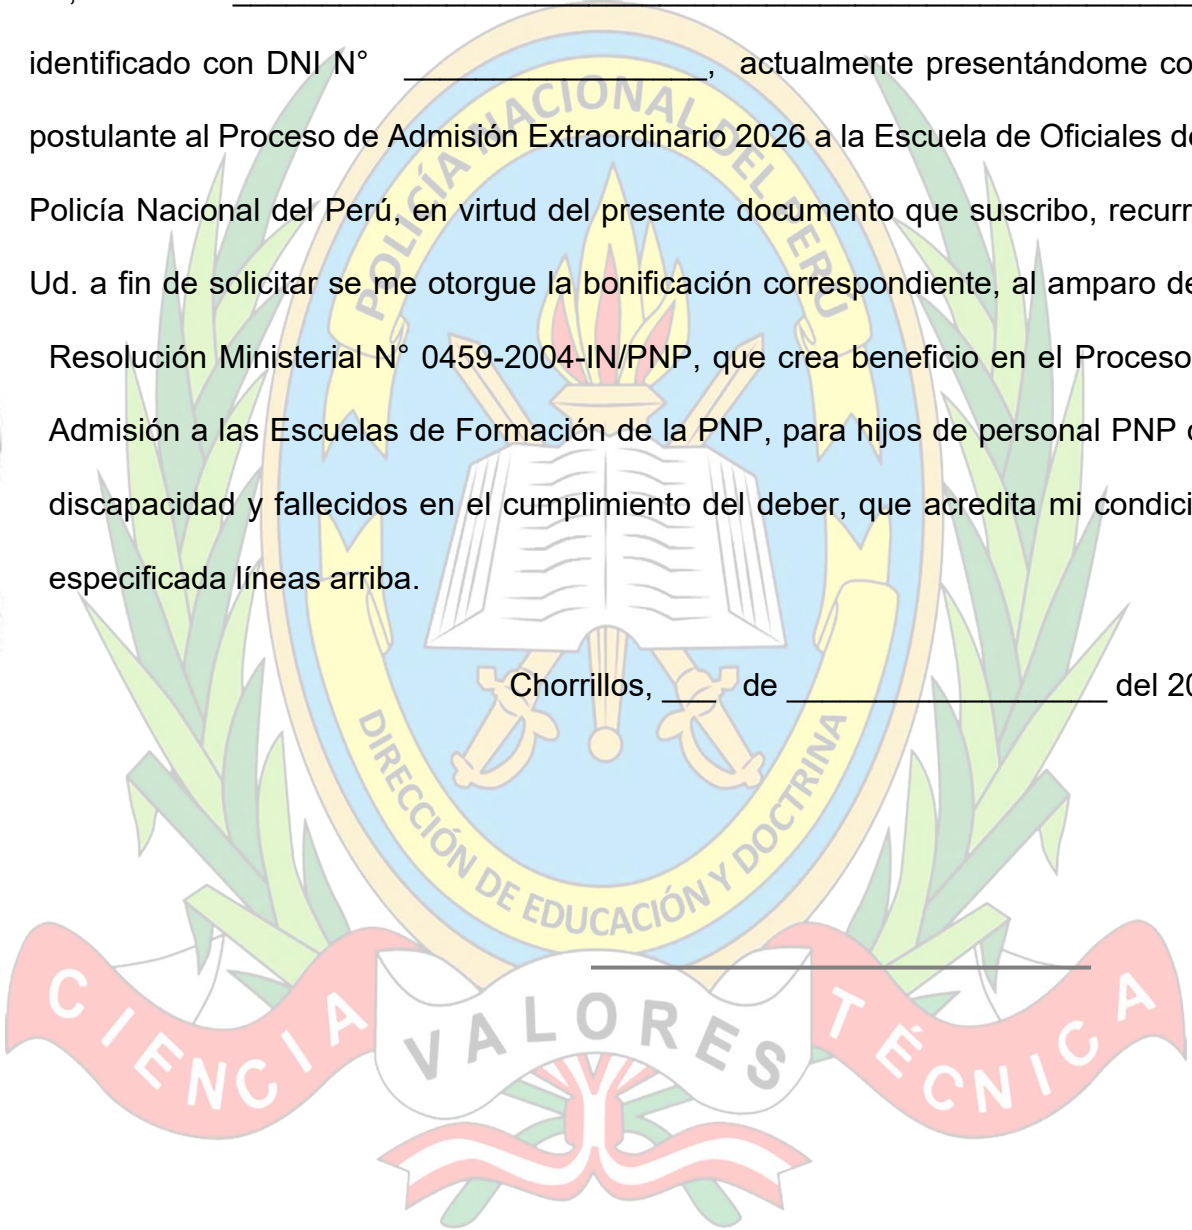 identificado con DNI N° _________________, actualmente presentándome co
postulante al Proceso de Admisión Extraordinario 2026 a la Escuela de Oficiales de
Policía Nacional del Perú, en virtud del presente documento que suscribo, recurr
Ud. a fin de solicitar se me otorgue la bonificación correspondiente, al amparo de
Resolución Ministerial N° 0459-2004-IN/PNP, que crea beneficio en el Proceso
Admisión a las Escuelas de Formación de la PNP, para hijos de personal PNP
discapacidad y fallecidos en el cumplimiento del deber, que acredita mi condici
especificada líneas arriba.
Chorrillos, ___ de __________________ del 20
POLICÍA NACIONAL DEL PERÚ
DIRECCIÓN DE EDUCACIÓN Y DOCTRINA
CIENCIA VALORES TÉCNICA